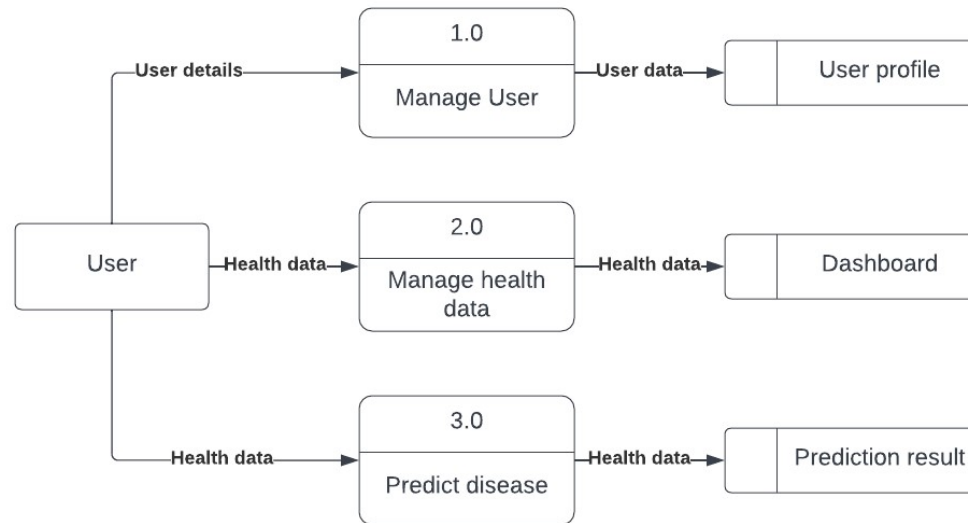 1.0
User details
Manage User
User data
User profile
User
Health data
2.0
Manage health
data
Health data
Dashboard
Health data
3.0
Predict disease
Health data
Prediction result